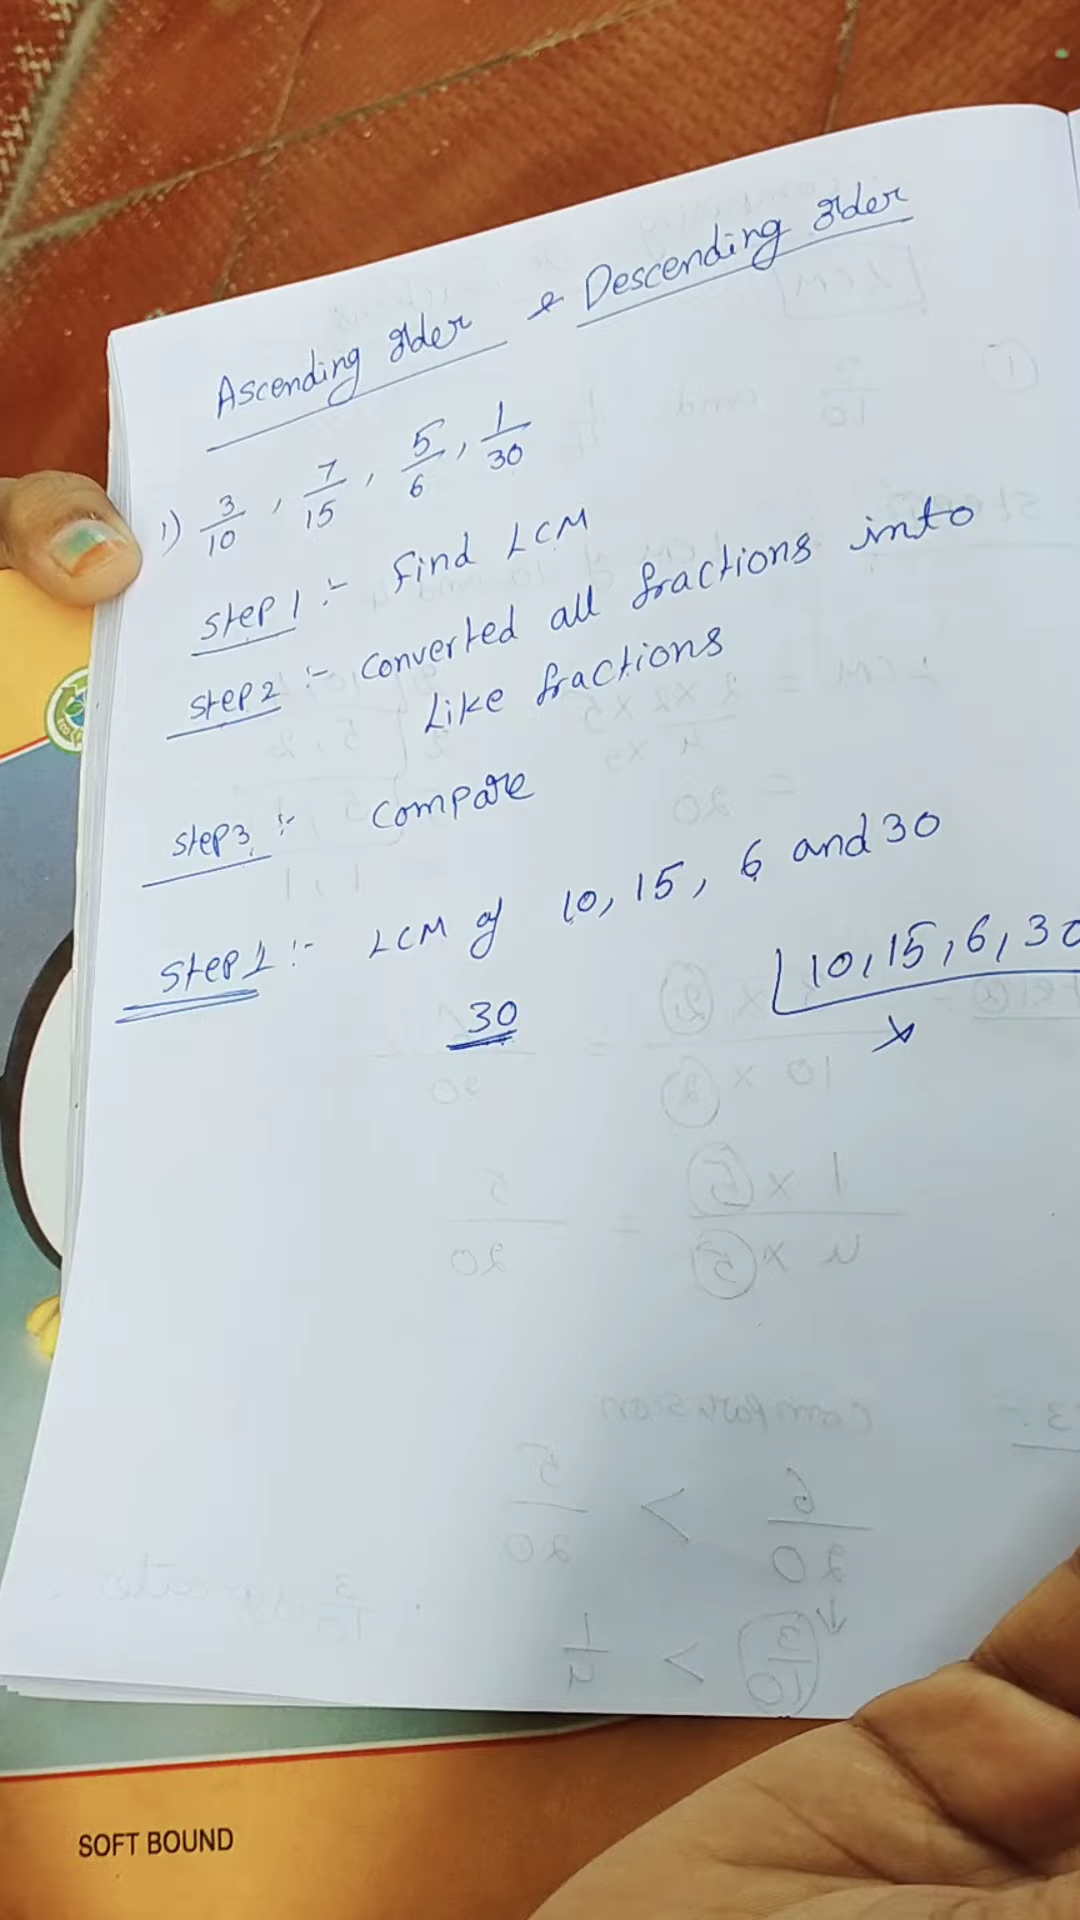 Ascending order & Descending order
1) 3/10 , 7/15 , 5/6 , 1/30
Step 1 :- Find LCM
Step 2 :- Converted all fractions into
Like fractions
Step 3 :- Compare
Step 1 :- LCM of 10, 15, 6 and 30
10, 15, 6, 30
30
x
SOFT BOUND